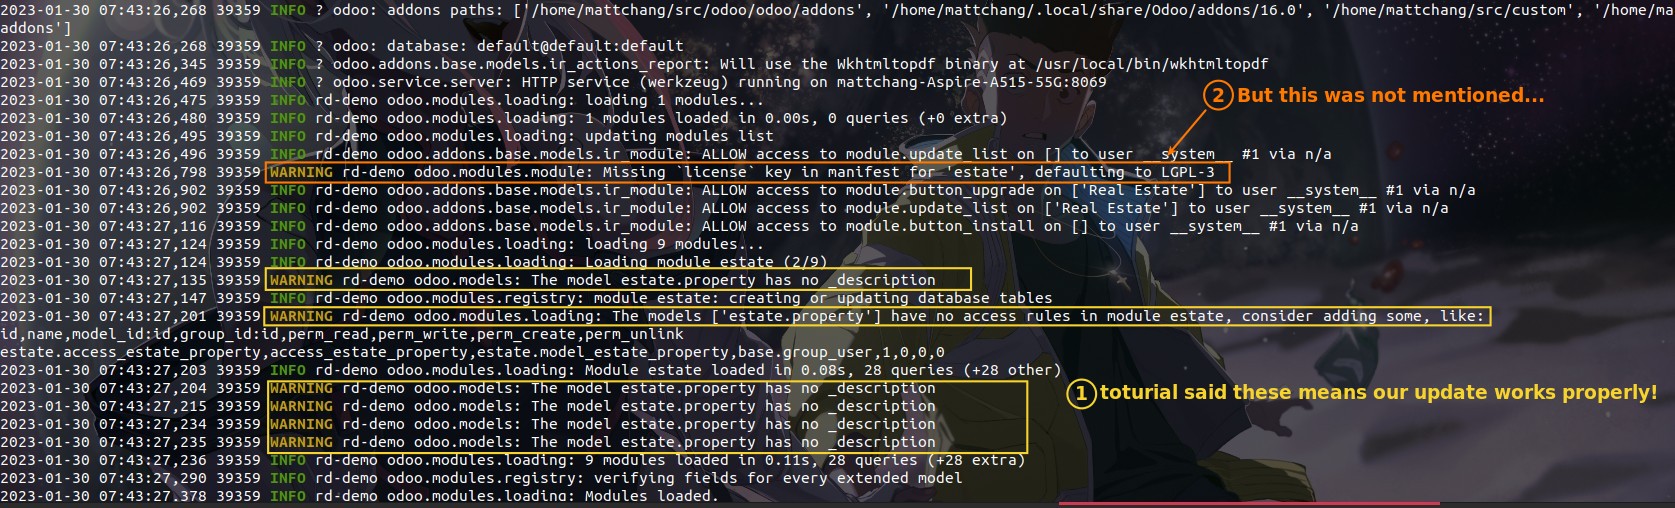 2023-01-30 07:43:26,268 39359 INFO ? odoo: addons paths: ['/home/mattchang/src/odoo/odoo/addons', '/home/mattchang/.local/share/Odoo/addons/16.0', '/home/mattchang/src/custom', '/home/ma
addons']
2023-01-30 07:43:26,268 39359 INFO ? odoo: database: default@default:default
2023-01-30 07:43:26,345 39359 INFO ? odoo.addons.base.models.ir_actions_report: Will use the Wkhtmltopdf binary at /usr/local/bin/wkhtmltopdf
2023-01-30 07:43:26,469 39359 INFO ? odoo.service.server: HTTP service (werkzeug) running on mattchang-Aspire-A515-55G:8069
2 But this was not mentioned...
2023-01-30 07:43:26,475 39359 INFO rd-demo odoo.modules.loading: loading 1 modules...
2023-01-30 07:43:26,480 39359 INFO rd-demo odoo.modules.loading: 1 modules loaded in 0.00s, 0 queries (+0 extra)
2023-01-30 07:43:26,495 39359 INFO rd-demo odoo.modules.loading: updating modules list
2023-01-30 07:43:26,496 39359 INFO rd-demo odoo.addons.base.models.ir_module: ALLOW access to module.update_list on [] to user __system__ #1 via n/a
2023-01-30 07:43:26,798 39359 WARNING rd-demo odoo.modules.module: Missing `license` key in manifest for 'estate', defaulting to LGPL-3
2023-01-30 07:43:26,902 39359 INFO rd-demo odoo.addons.base.models.ir_module: ALLOW access to module.button_upgrade on ['Real Estate'] to user __system__ #1 via n/a
2023-01-30 07:43:26,902 39359 INFO rd-demo odoo.addons.base.models.ir_module: ALLOW access to module.update_list on ['Real Estate'] to user __system__ #1 via n/a
2023-01-30 07:43:27,116 39359 INFO rd-demo odoo.addons.base.models.ir_module: ALLOW access to module.button_install on [] to user __system__ #1 via n/a
2023-01-30 07:43:27,124 39359 INFO rd-demo odoo.modules.loading: loading 9 modules...
2023-01-30 07:43:27,124 39359 INFO rd-demo odoo.modules.loading: Loading module estate (2/9)
2023-01-30 07:43:27,135 39359 WARNING rd-demo odoo.models: The model estate.property has no _description
2023-01-30 07:43:27,147 39359 INFO rd-demo odoo.modules.registry: module estate: creating or updating database tables
2023-01-30 07:43:27,201 39359 WARNING rd-demo odoo.modules.loading: The models ['estate.property'] have no access rules in module estate, consider adding some, like:
id,name,model_id:id,group_id:id,perm_read,perm_write,perm_create,perm_unlink
estate.access_estate_property,access_estate_property,estate.model_estate_property,base.group_user,1,0,0,0
2023-01-30 07:43:27,203 39359 INFO rd-demo odoo.modules.loading: Module estate loaded in 0.08s, 28 queries (+28 other)
2023-01-30 07:43:27,204 39359 WARNING rd-demo odoo.models: The model estate.property has no _description
1 toturial said these means our update works properly!
2023-01-30 07:43:27,215 39359 WARNING rd-demo odoo.models: The model estate.property has no _description
2023-01-30 07:43:27,234 39359 WARNING rd-demo odoo.models: The model estate.property has no _description
2023-01-30 07:43:27,235 39359 WARNING rd-demo odoo.models: The model estate.property has no _description
2023-01-30 07:43:27,236 39359 INFO rd-demo odoo.modules.loading: 9 modules loaded in 0.11s, 28 queries (+28 extra)
2023-01-30 07:43:27,290 39359 INFO rd-demo odoo.modules.registry: verifying fields for every extended model
2023-01-30 07:43:27,378 39359 INFO rd-demo odoo.modules.loading: Modules loaded.